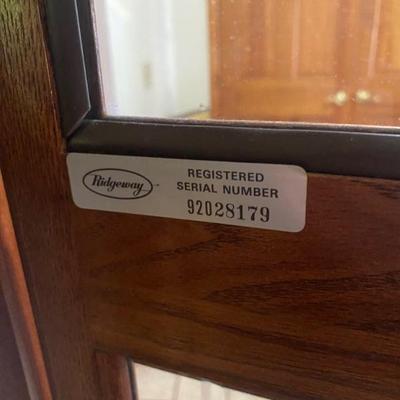 Ridgeway
REGISTERED
SERIAL NUMBER
92028179